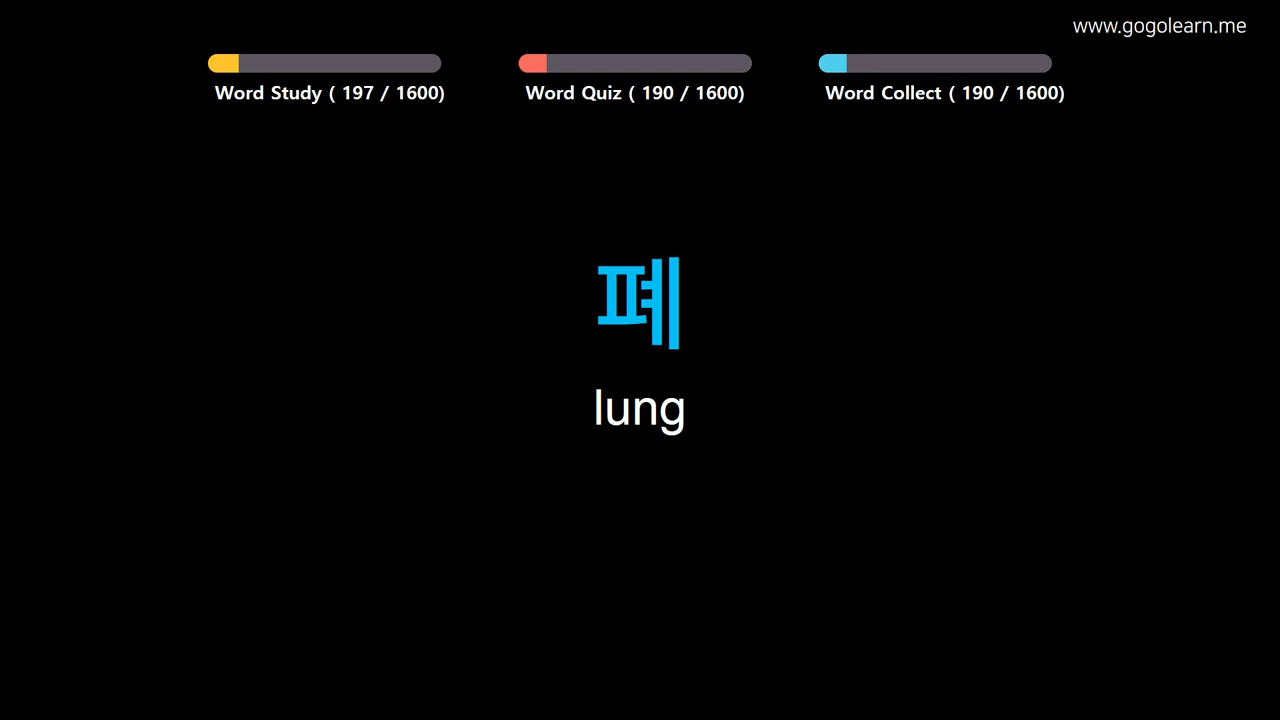 www.gogolearn.me
Word Study ( 197 / 1600)
Word Quiz ( 190 / 1600)
Word Collect ( 190 / 1600)
폐
lung